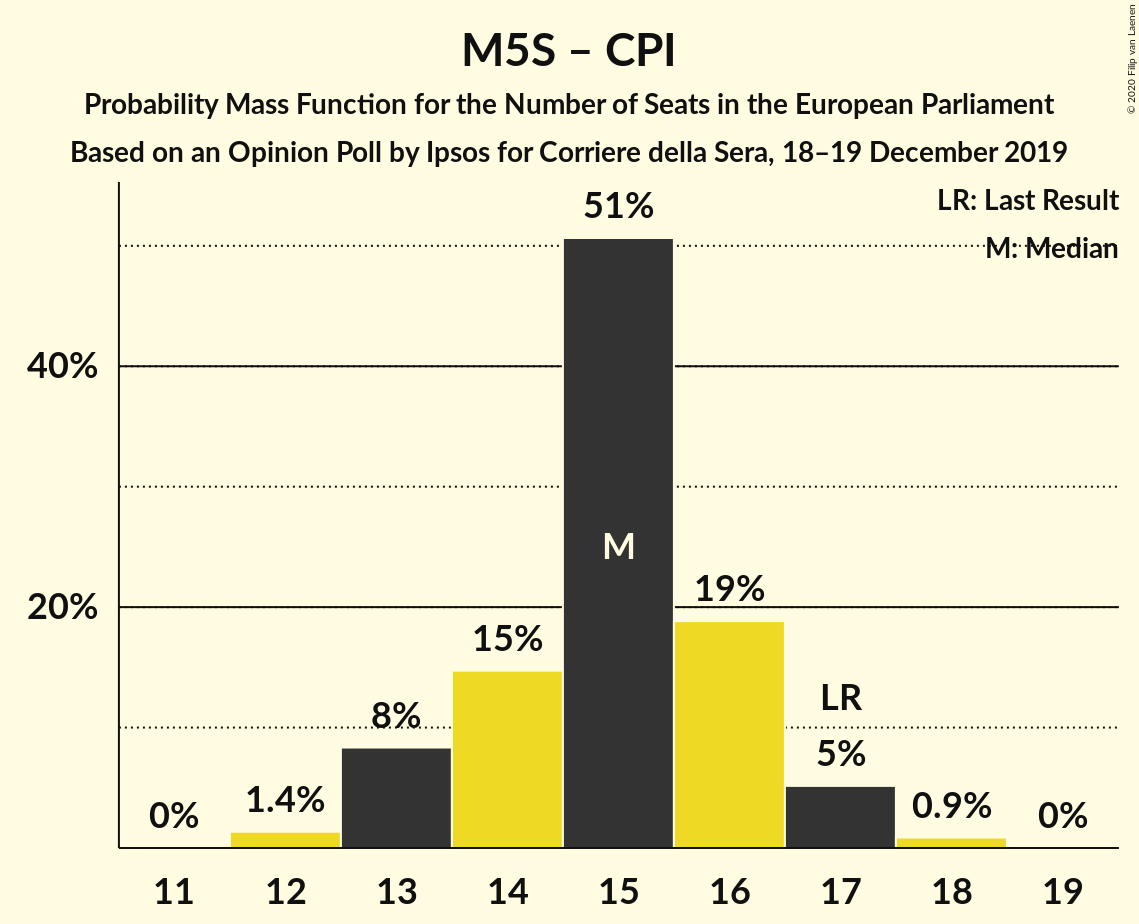 M5S – CPI
Probability Mass Function for the Number of Seats in the European Parliament
Based on an Opinion Poll by Ipsos for Corriere della Sera, 18–19 December 2019
© 2020 Filip van Laenen
LR: Last Result
M: Median
40%
20%
0%
1.4%
8%
15%
51%
M
19%
LR
5%
0.9%
0%
11 12 13 14 15 16 17 18 19